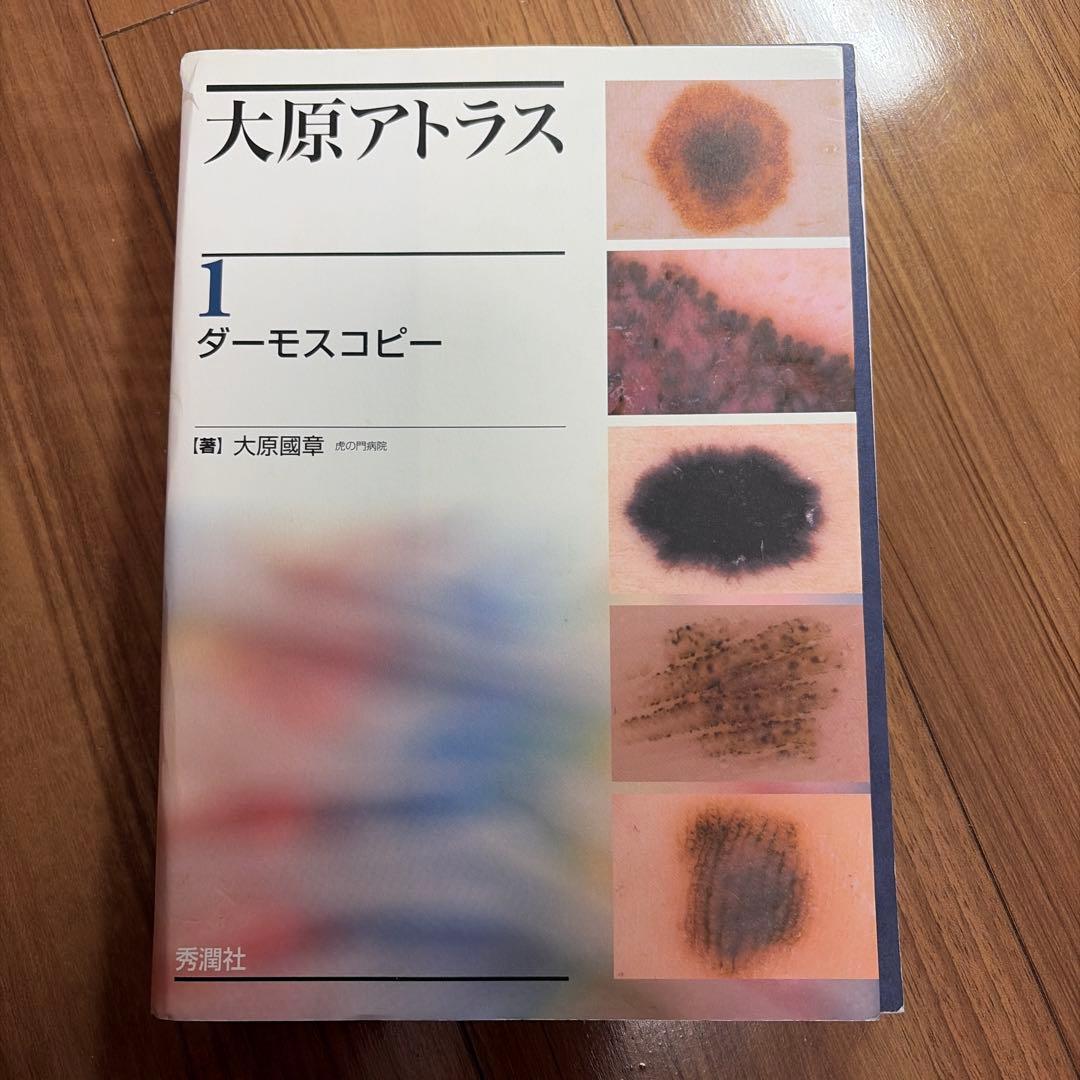 大原アトラス
1
ダーモスコピー
【著】大原國章 虎の門病院
秀潤社